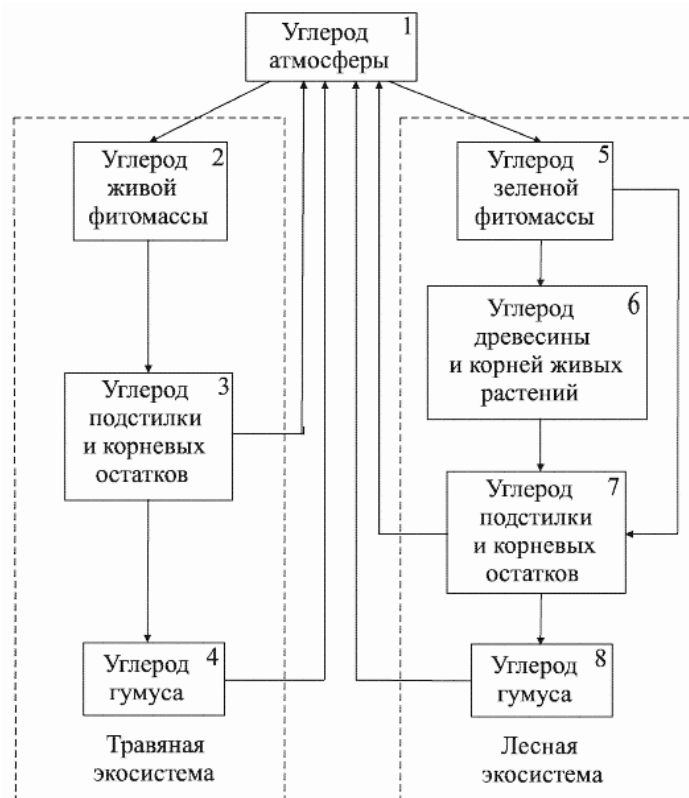 Углерод 1
атмосферы
Углерод 2
живой
фитомассы
Углерод 3
подстилки
и корневых
остатков
Углерод 4
гумуса
Травяная
экосистема
Углерод 5
зеленой
фитомассы
Углерод 6
древесины
и корней живых
растений
Углерод 7
подстилки
и корневых
остатков
Углерод 8
гумуса
Лесная
экосистема